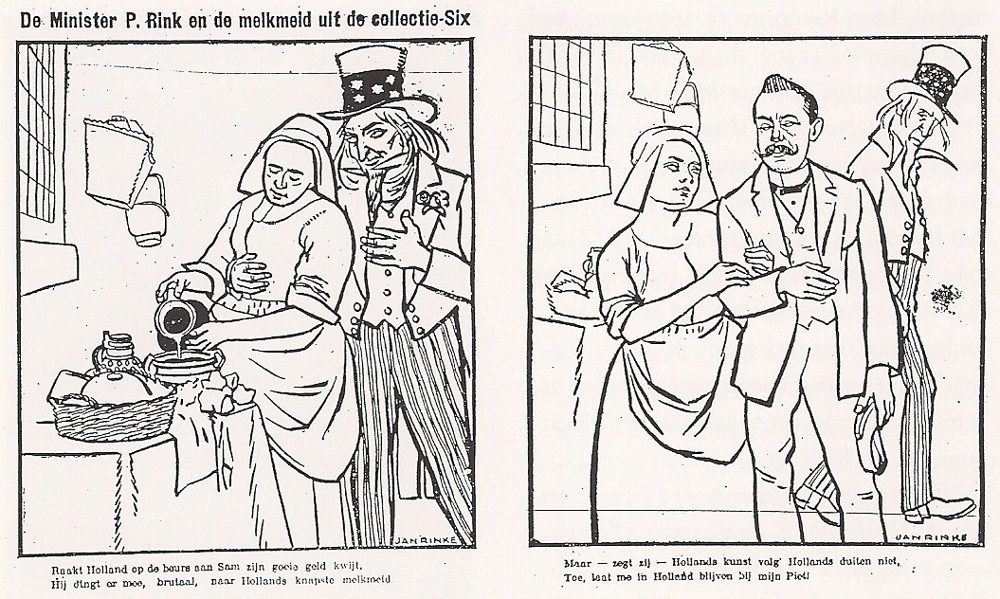 De Minister P. Rink en de melkmeid uit de collectie-Six
JAN RINKE
Raakt Holland op de beurs aan Sam zijn goeie geld kwijt,
Hij dingt er mee, brutaal, naar Hollands knapste melkmeid.
JAN RINKE
Maar — zegt zij — Hollands kunst volg' Hollands duiten niet,
Toe, laat me in Holland blijven bij mijn Piet!